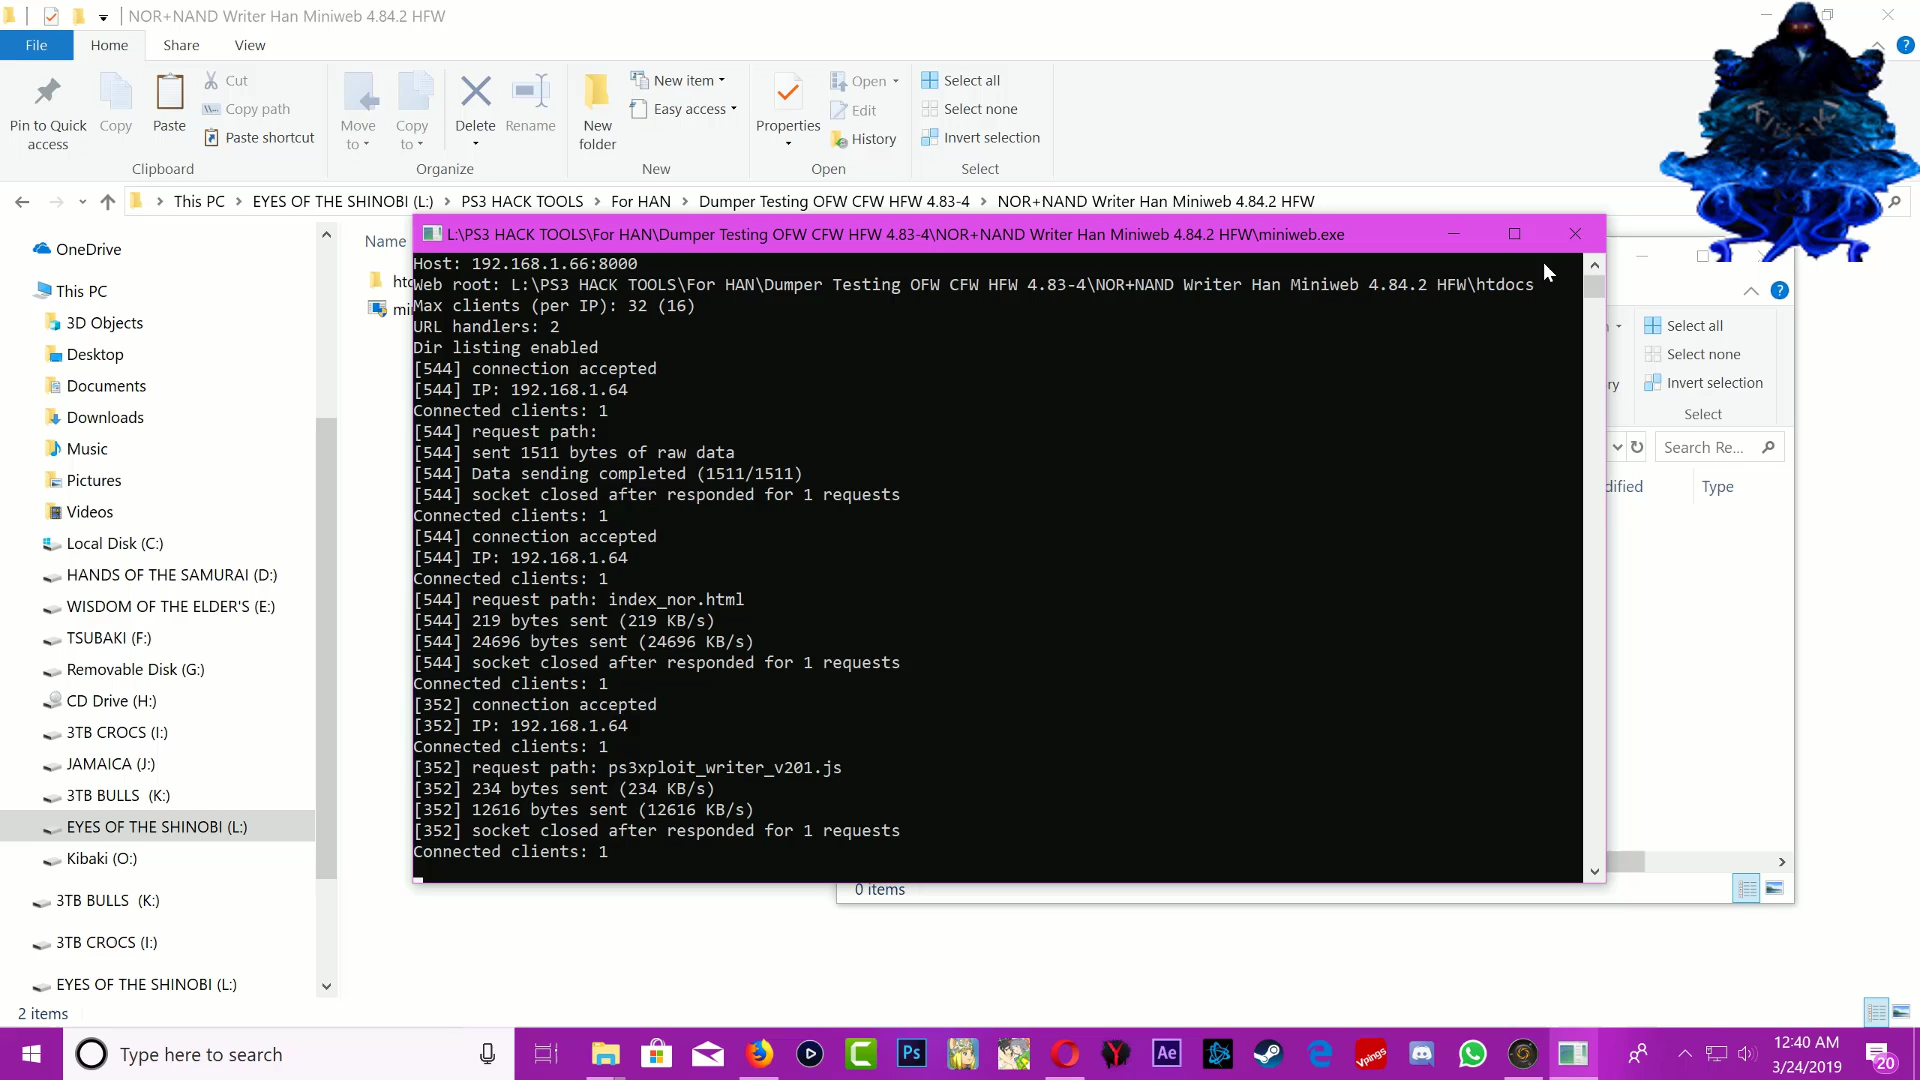 NOR+NAND Writer Han Miniweb 4.84.2 HFW
File Home Share View
Pin to Quick access
Copy
Paste
Cut
Copy path
Paste shortcut
Clipboard
Move to
Copy to
Delete
Rename
Organize
New folder
New item
Easy access
New
Properties
Open
Edit
History
Open
Select all
Select none
Invert selection
Select
This PC EYES OF THE SHINOBI (L:) PS3 HACK TOOLS For HAN Dumper Testing OFW CFW HFW 4.83-4 NOR+NAND Writer Han Miniweb 4.84.2 HFW
OneDrive
This PC
3D Objects
Desktop
Documents
Downloads
Music
Pictures
Videos
Local Disk (C:)
HANDS OF THE SAMURAI (D:)
WISDOM OF THE ELDER'S (E:)
TSUBAKI (F:)
Removable Disk (G:)
CD Drive (H:)
3TB CROCS (I:)
JAMAICA (J:)
3TB BULLS (K:)
EYES OF THE SHINOBI (L:)
Kibaki (O:)
3TB BULLS (K:)
3TB CROCS (I:)
EYES OF THE SHINOBI (L:)
2 items
Name
L:\PS3 HACK TOOLS\For HAN\Dumper Testing OFW CFW HFW 4.83-4\NOR+NAND Writer Han Miniweb 4.84.2 HFW\miniweb.exe
Host: 192.168.1.66:8000
Web root: L:\PS3 HACK TOOLS\For HAN\Dumper Testing OFW CFW HFW 4.83-4\NOR+NAND Writer Han Miniweb 4.84.2 HFW\htdocs
Max clients (per IP): 32 (16)
URL handlers: 2
Dir listing enabled
[544] connection accepted
[544] IP: 192.168.1.64
Connected clients: 1
[544] request path:
[544] sent 1511 bytes of raw data
[544] Data sending completed (1511/1511)
[544] socket closed after responded for 1 requests
Connected clients: 1
[544] connection accepted
[544] IP: 192.168.1.64
Connected clients: 1
[544] request path: index_nor.html
[544] 219 bytes sent (219 KB/s)
[544] 24696 bytes sent (24696 KB/s)
[544] socket closed after responded for 1 requests
Connected clients: 1
[352] connection accepted
[352] IP: 192.168.1.64
Connected clients: 1
[352] request path: ps3xploit_writer_v201.js
[352] 234 bytes sent (234 KB/s)
[352] 12616 bytes sent (12616 KB/s)
[352] socket closed after responded for 1 requests
Connected clients: 1
Select all
Select none
Invert selection
Select
Search Re...
Type
0 items
Type here to search
Ps
Ae
Vpings
12:40 AM
3/24/2019
20